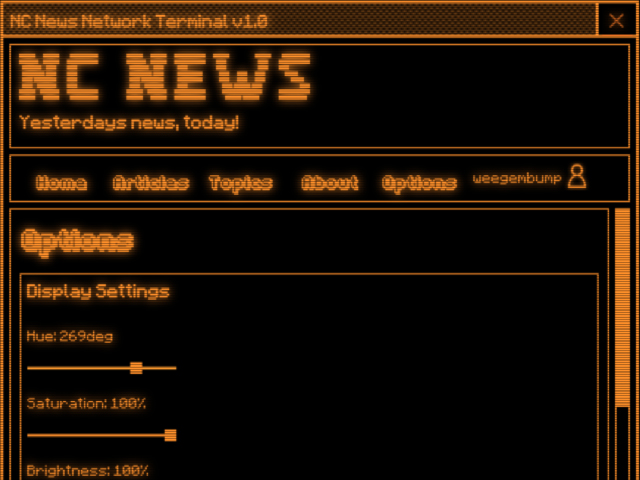 NC News Network Terminal v1.0
NC NEWS
Yesterdays news, today!
Home Articles Topics About Options weegembump
Options
Display Settings
Hue: 269deg
Saturation: 100%
Brightness: 100%